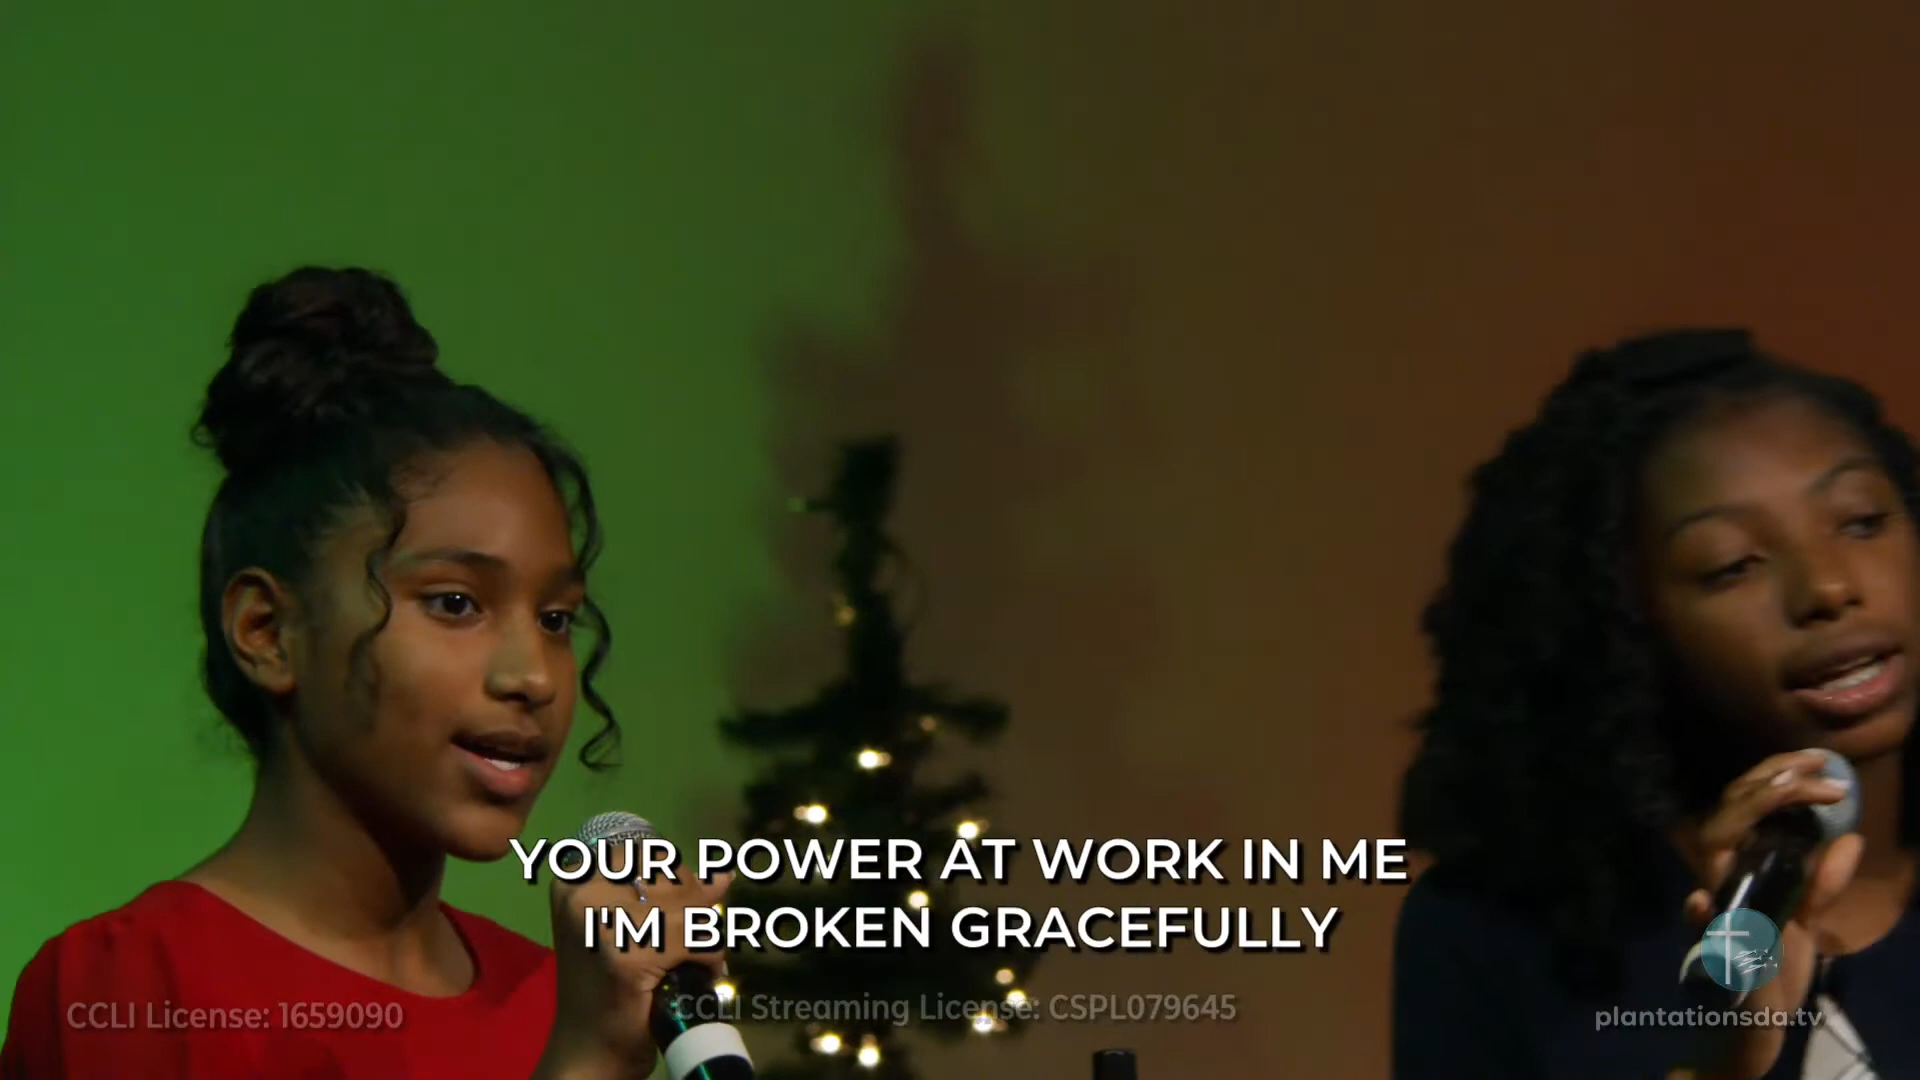 YOUR POWER AT WORK IN ME
I'M BROKEN GRACEFULLY
CCLI License: 1659090
CCLI Streaming License: CSPL079645
plantationsda.tv